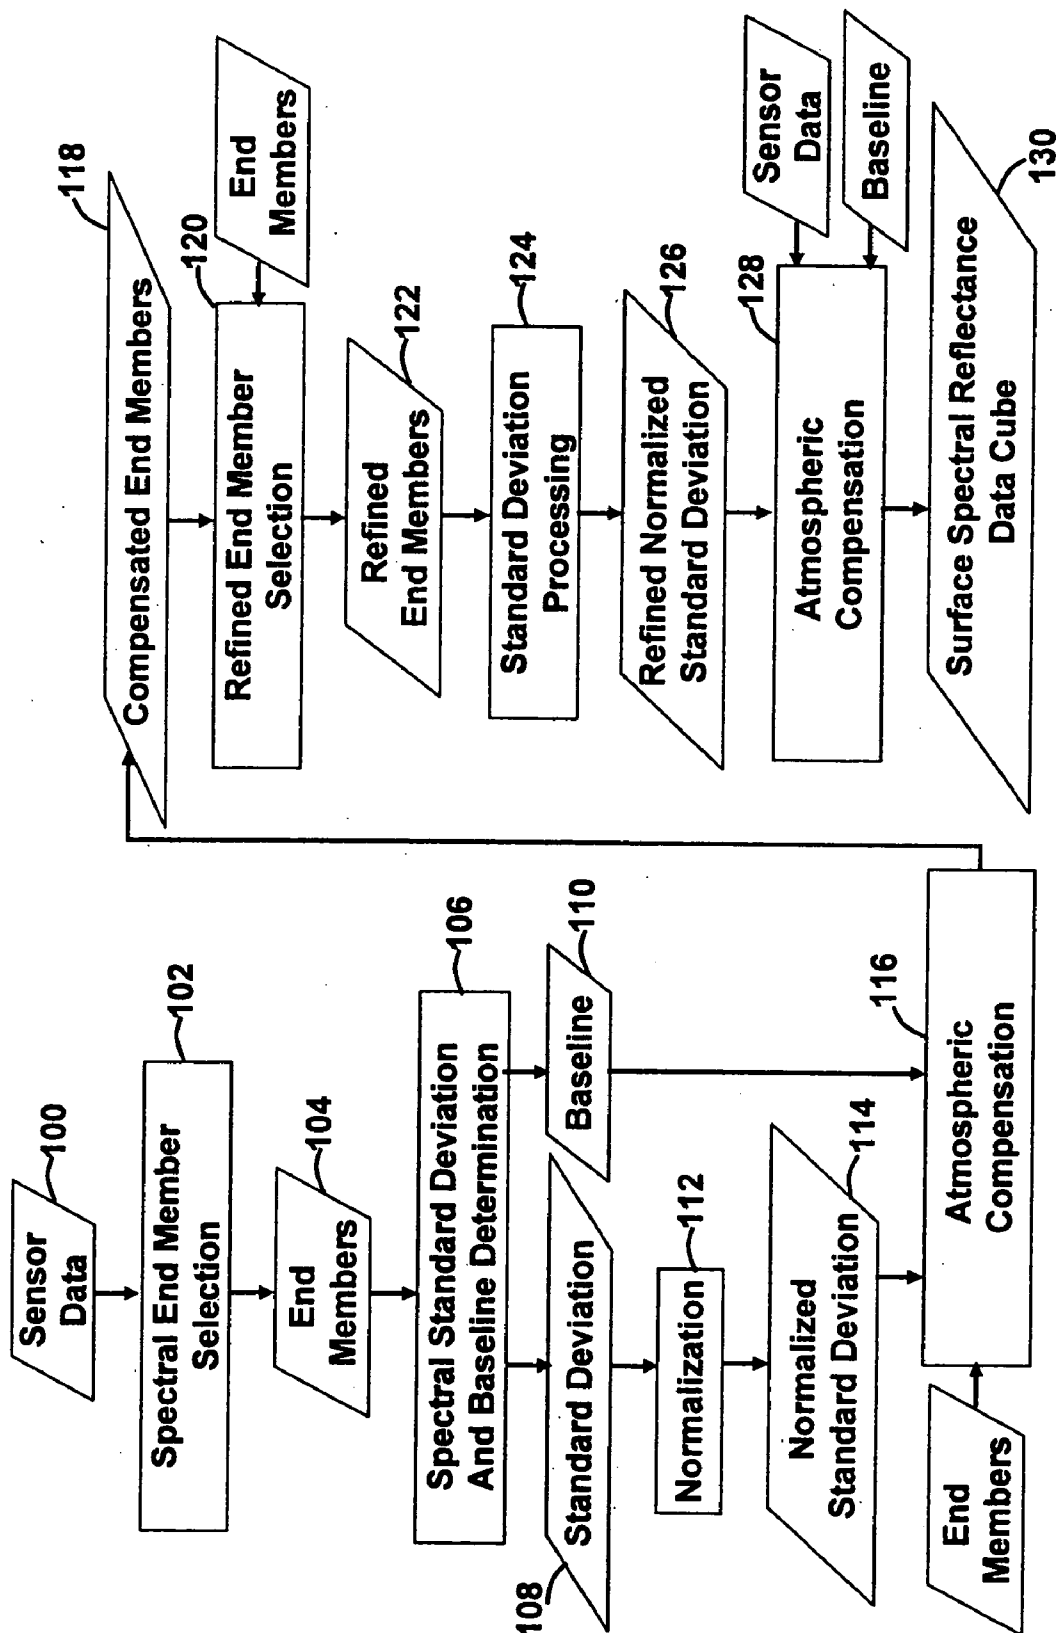 Sensor
Data
100
Spectral End Member
Selection
102
End
Members
104
Spectral Standard Deviation
And Baseline Determination
106
Standard Deviation
108
Baseline
110
Normalization
112
Normalized
Standard Deviation
114
End
Members
Atmospheric
Compensation
116
Compensated End Members
118
Refined End Member
Selection
120
End
Members
Refined
End Members
122
Standard Deviation
Processing
124
Refined Normalized
Standard Deviation
126
Sensor
Data
Baseline
Atmospheric
Compensation
128
Surface Spectral Reflectance
Data Cube
130